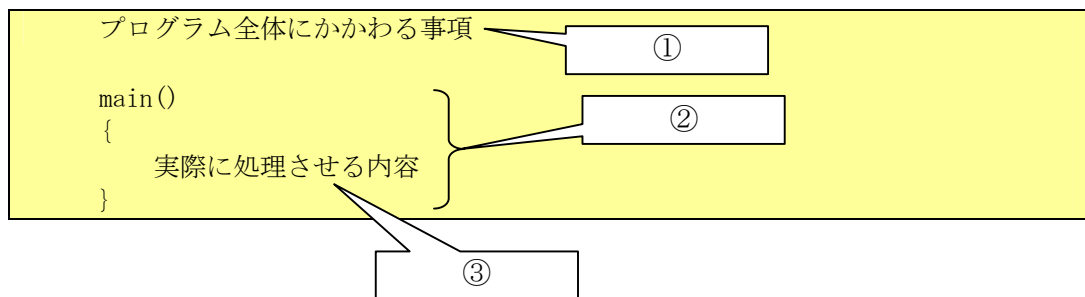 プログラム全体にかかわる事項
①
main()
②
{
実際に処理させる内容
}
③